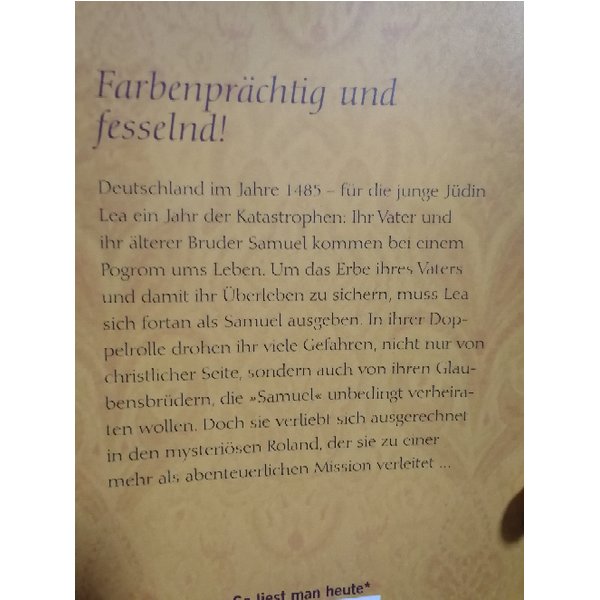 Farbenprächtig und
fesselnd!
Deutschland im Jahre 1485 – für die junge Jüdin
Lea ein Jahr der Katastrophen: Ihr Vater und
ihr älterer Bruder Samuel kommen bei einem
Pogrom ums Leben. Um das Erbe ihres Vaters
und damit ihr Überleben zu sichern, muss Lea
sich fortan als Samuel ausgeben. In ihrer Dop-
pelrolle drohen ihr viele Gefahren, nicht nur von
christlicher Seite, sondern auch von ihren Glau-
bensbrüdern, die »Samuel« unbedingt verheira-
ten wollen. Doch sie verliebt sich ausgerechnet
in den mysteriösen Roland, der sie zu einer
mehr als abenteuerlichen Mission verleitet ...
liest man heute*